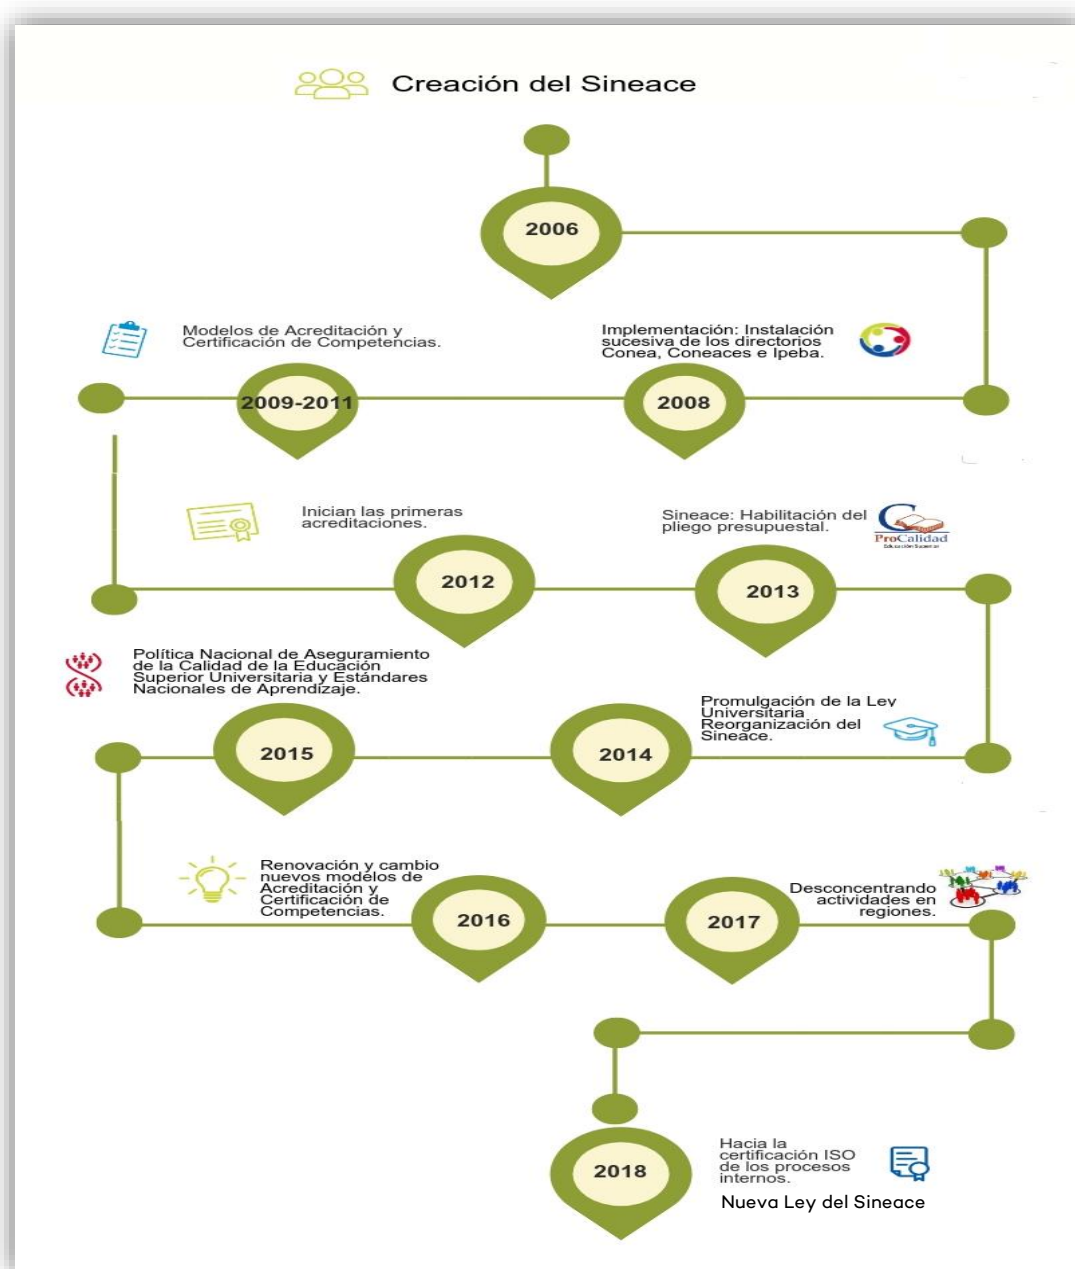 Creación del Sineace
2006
Implementación: Instalación
sucesiva de los directorios
Conea, Coneaces e Ipeba.
2008
Modelos de Acreditación y
Certificación de Competencias.
2009-2011
Inician las primeras
acreditaciones.
2012
Sineace: Habilitación del
pliego presupuestal.
ProCalidad
Educación Superior
2013
Promulgación de la Ley
Universitaria
Reorganización del
Sineace.
2014
Política Nacional de Aseguramiento
de la Calidad de la Educación
Superior Universitaria y Estándares
Nacionales de Aprendizaje.
2015
Renovación y cambio
nuevos modelos de
Acreditación y
Certificación de
Competencias.
2016
Desconcentrando
actividades en
regiones.
2017
Hacia la
certificación ISO
de los procesos
internos.
Nueva Ley del Sineace
2018